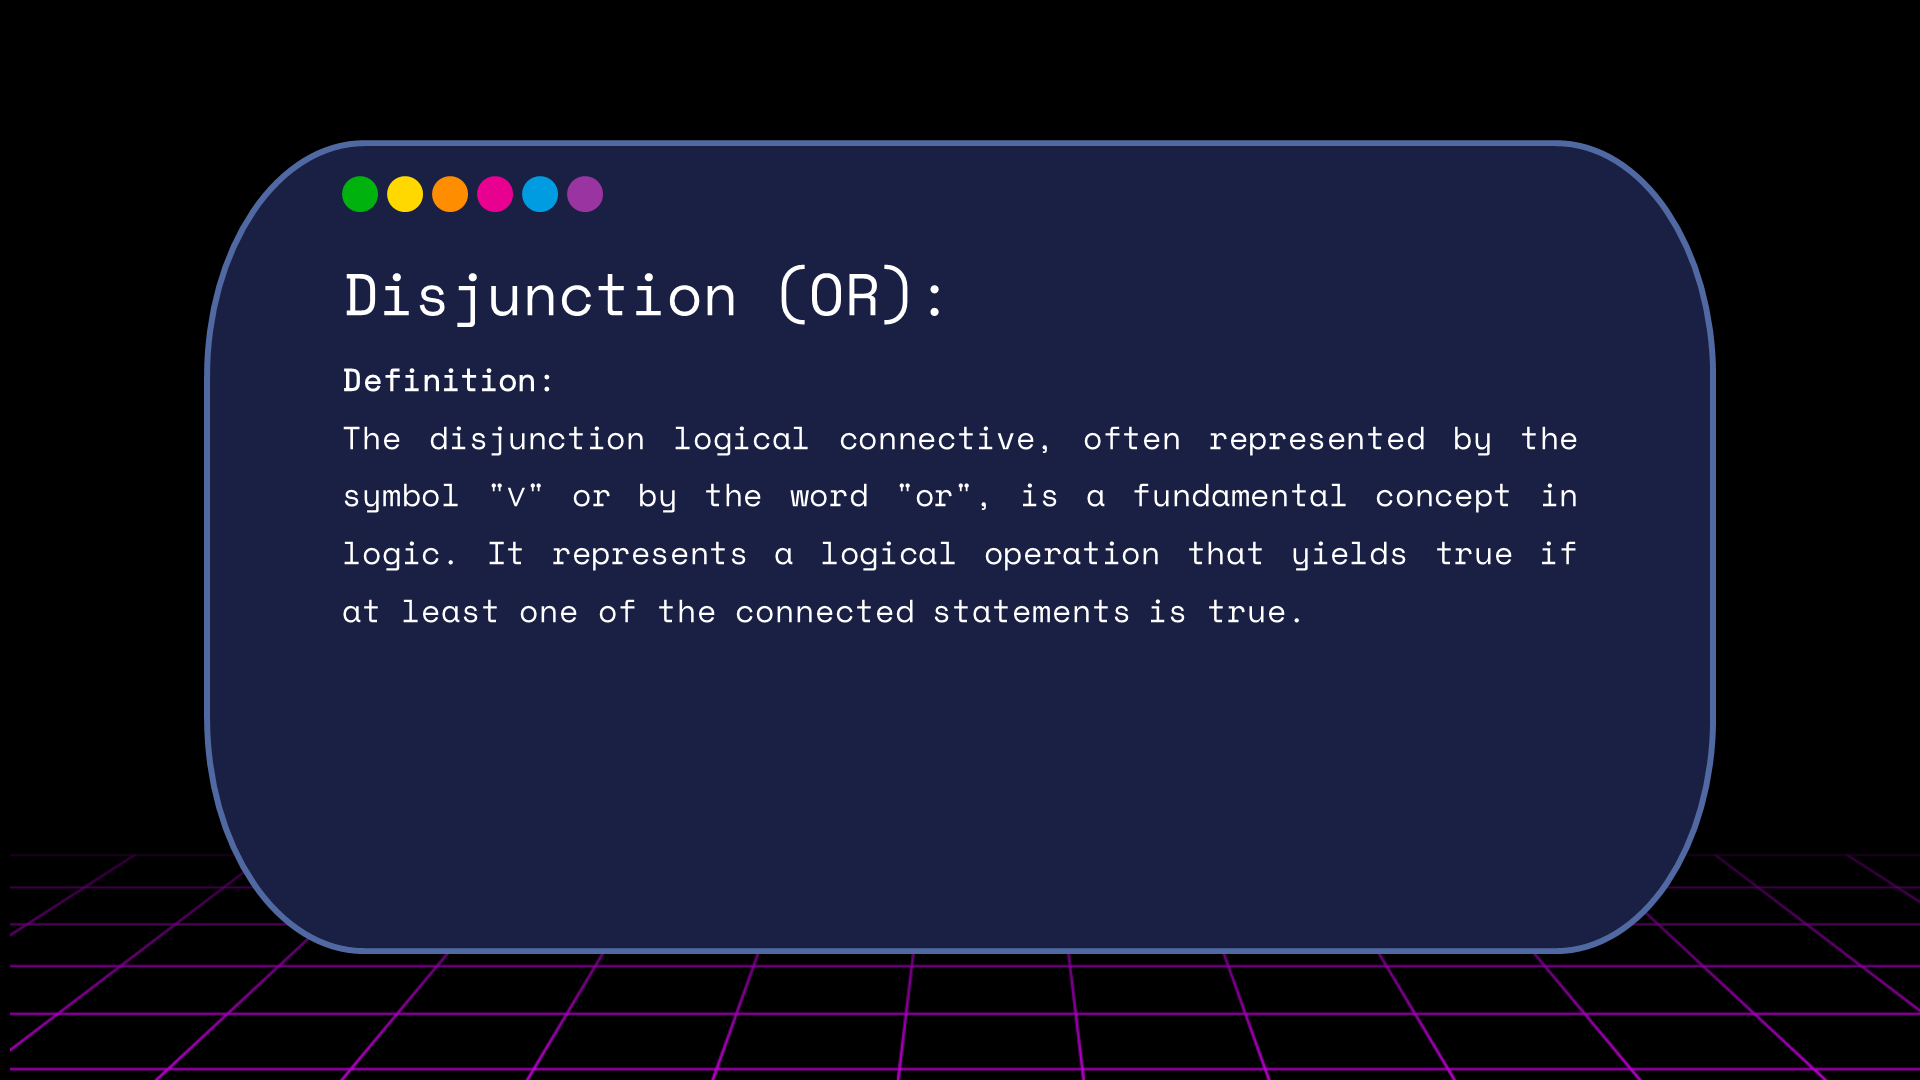 Disjunction (OR):
Definition:
The disjunction logical connective, often represented by the
symbol "∨" or by the word "or", is a fundamental concept in
logic. It represents a logical operation that yields true if
at least one of the connected statements is true.